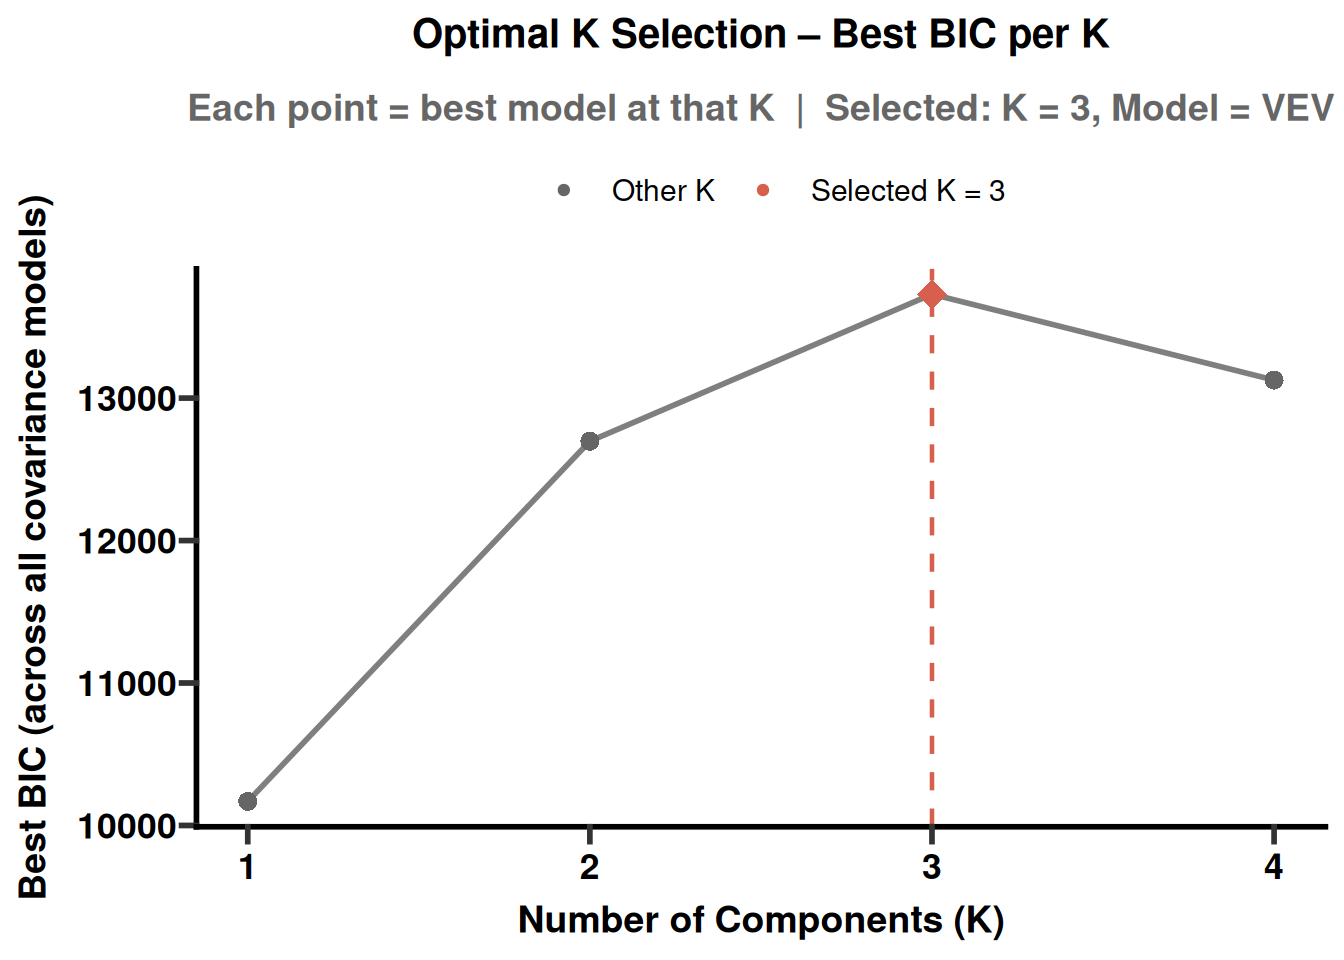 Optimal K Selection – Best BIC per K
Each point = best model at that K | Selected: K = 3, Model = VEV
Other K
Selected K = 3
Best BIC (across all covariance models)
13000
12000
11000
10000
1
2
3
4
Number of Components (K)